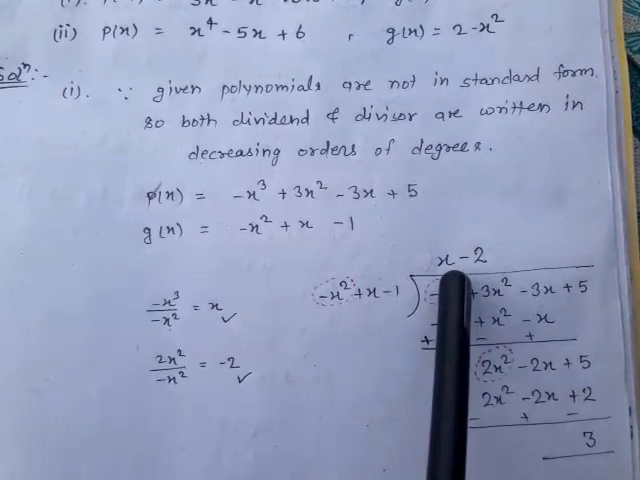 (ii) p(x) = x⁴ - 5x + 6 , g(x) = 2 - x²
Solⁿ:-
(i). ∵ given polynomials are not in standard form.
so both dividend & divisor are written in
decreasing orders of degrees.
p(x) = -x³ + 3x² - 3x + 5
g(x) = -x² + x - 1
x - 2
-x² + x - 1 ) - + 3x² - 3x + 5
-x³/-x² = x ✓
- + x² - x
+ - +
2x²/-x² = -2 ✓
2x² - 2x + 5
2x² - 2x + 2
- + -
3